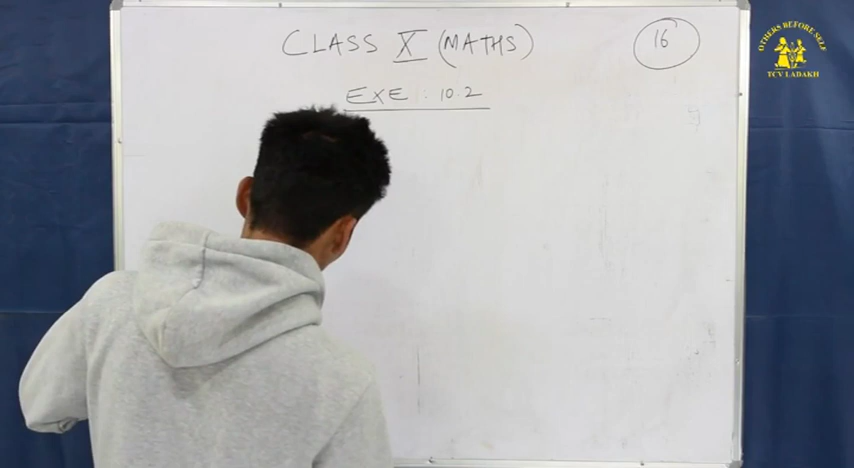 CLASS X (MATHS)
16
EXE : 10.2
OTHERS BEFORE SELF
TCV LADAKH